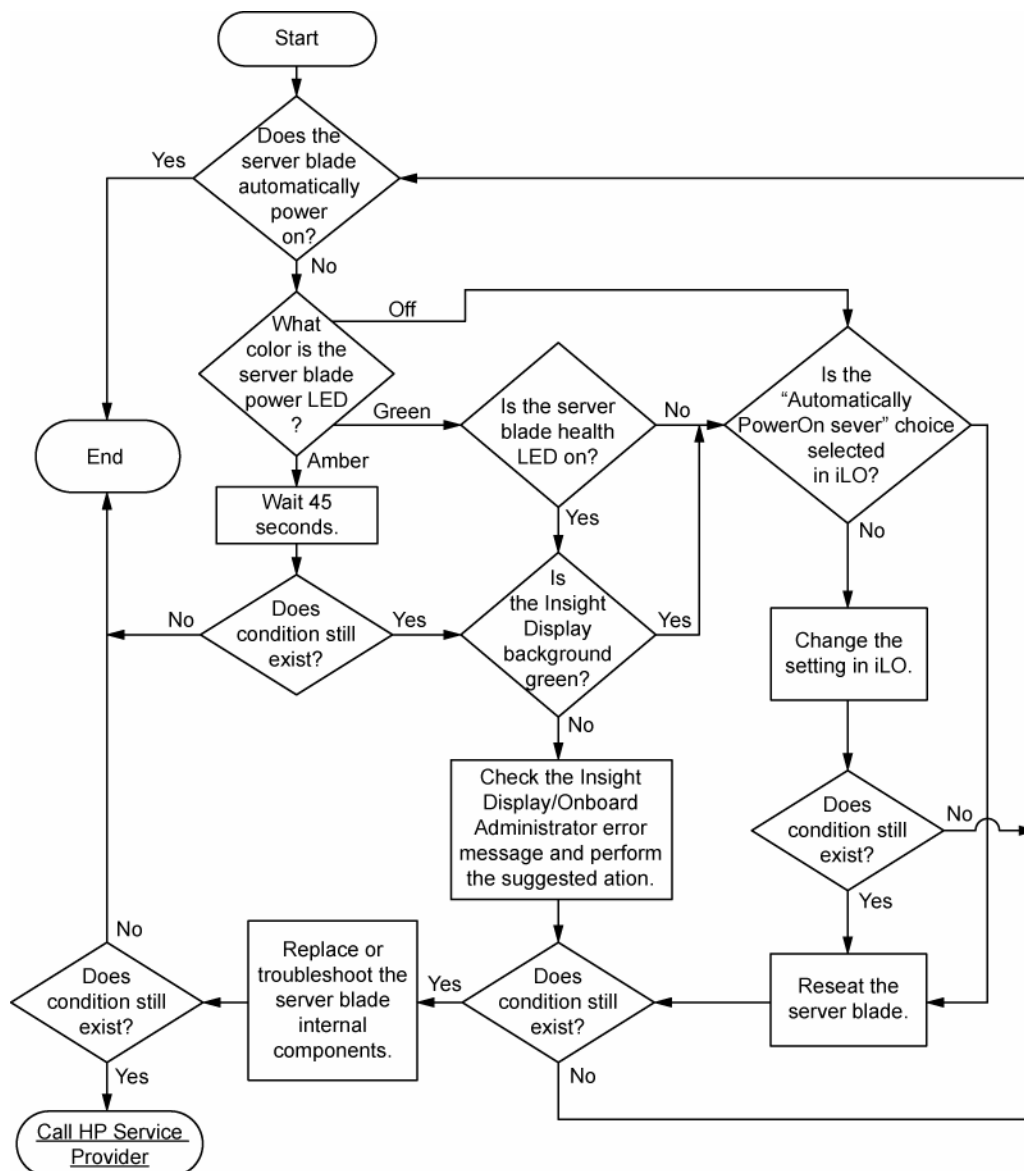 Start
Does the
server blade
automatically
power
on?
Yes
No
What
color is the
server blade
power LED
?
Off
Green
Amber
End
Wait 45
seconds.
Is the server
blade health
LED on?
No
Yes
Is the
“Automatically
PowerOn sever” choice
selected
in iLO?
No
Does
condition still
exist?
No
Yes
Is
the Insight
Display
background
green?
Yes
No
Change the
setting in iLO.
Check the Insight
Display/Onboard
Administrator error
message and perform
the suggested ation.
Does
condition still
exist?
No
Yes
Reseat the
server blade.
Does
condition still
exist?
Yes
No
Replace or
troubleshoot the
server blade
internal
components.
No
Does
condition still
exist?
Yes
Call HP Service
Provider